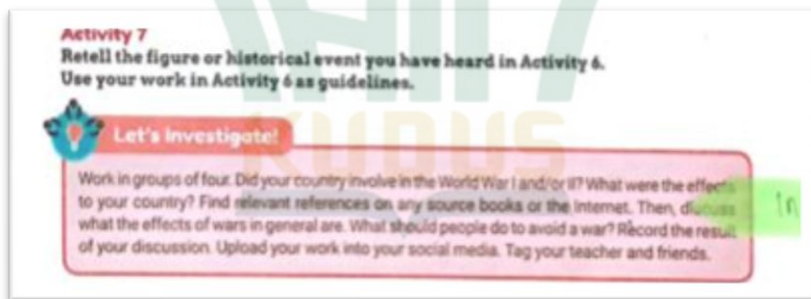 Activity 7
Retell the figure or historical event you have heard in Activity 6.
Use your work in Activity 6 as guidelines.
Let's Investigate!
KUDUS
Work in groups of four. Did your country involve in the World War I and/or II? What were the effects
to your country? Find relevant references on any source books or the Internet. Then, discuss
what the effects of wars in general are. What should people do to avoid a war? Record the result
of your discussion. Upload your work into your social media. Tag your teacher and friends.
In